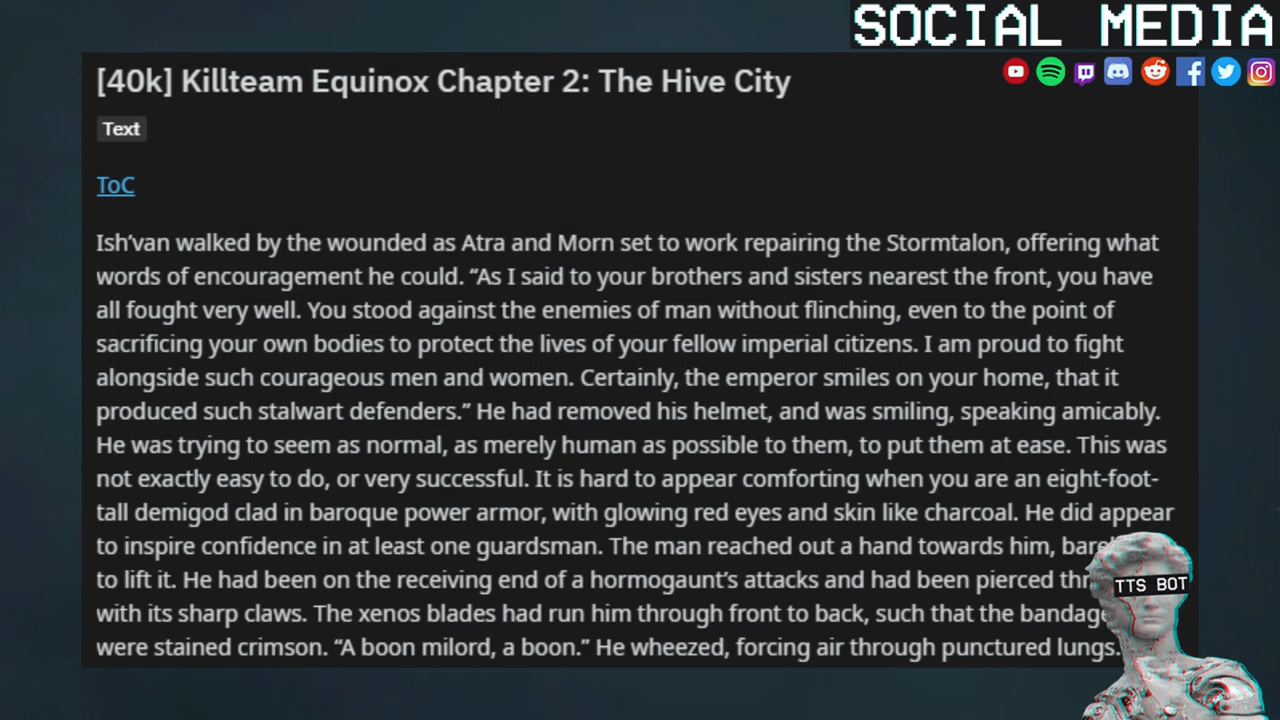 SOCIAL MEDIA
[40k] Killteam Equinox Chapter 2: The Hive City
Text
ToC
Ish’van walked by the wounded as Atra and Morn set to work repairing the Stormtalon, offering what
words of encouragement he could. “As I said to your brothers and sisters nearest the front, you have
all fought very well. You stood against the enemies of man without flinching, even to the point of
sacrificing your own bodies to protect the lives of your fellow imperial citizens. I am proud to fight
alongside such courageous men and women. Certainly, the emperor smiles on your home, that it
produced such stalwart defenders.” He had removed his helmet, and was smiling, speaking amicably.
He was trying to seem as normal, as merely human as possible to them, to put them at ease. This was
not exactly easy to do, or very successful. It is hard to appear comforting when you are an eight-foot-
tall demigod clad in baroque power armor, with glowing red eyes and skin like charcoal. He did appear
to inspire confidence in at least one guardsman. The man reached out a hand towards him,
to lift it. He had been on the receiving end of a hormogaunt’s attacks and had been pierced
with its sharp claws. The xenos blades had run him through front to back, such that the
were stained crimson. “A boon milord, a boon.” He wheezed, forcing air through punctured lungs.
TTS BOT